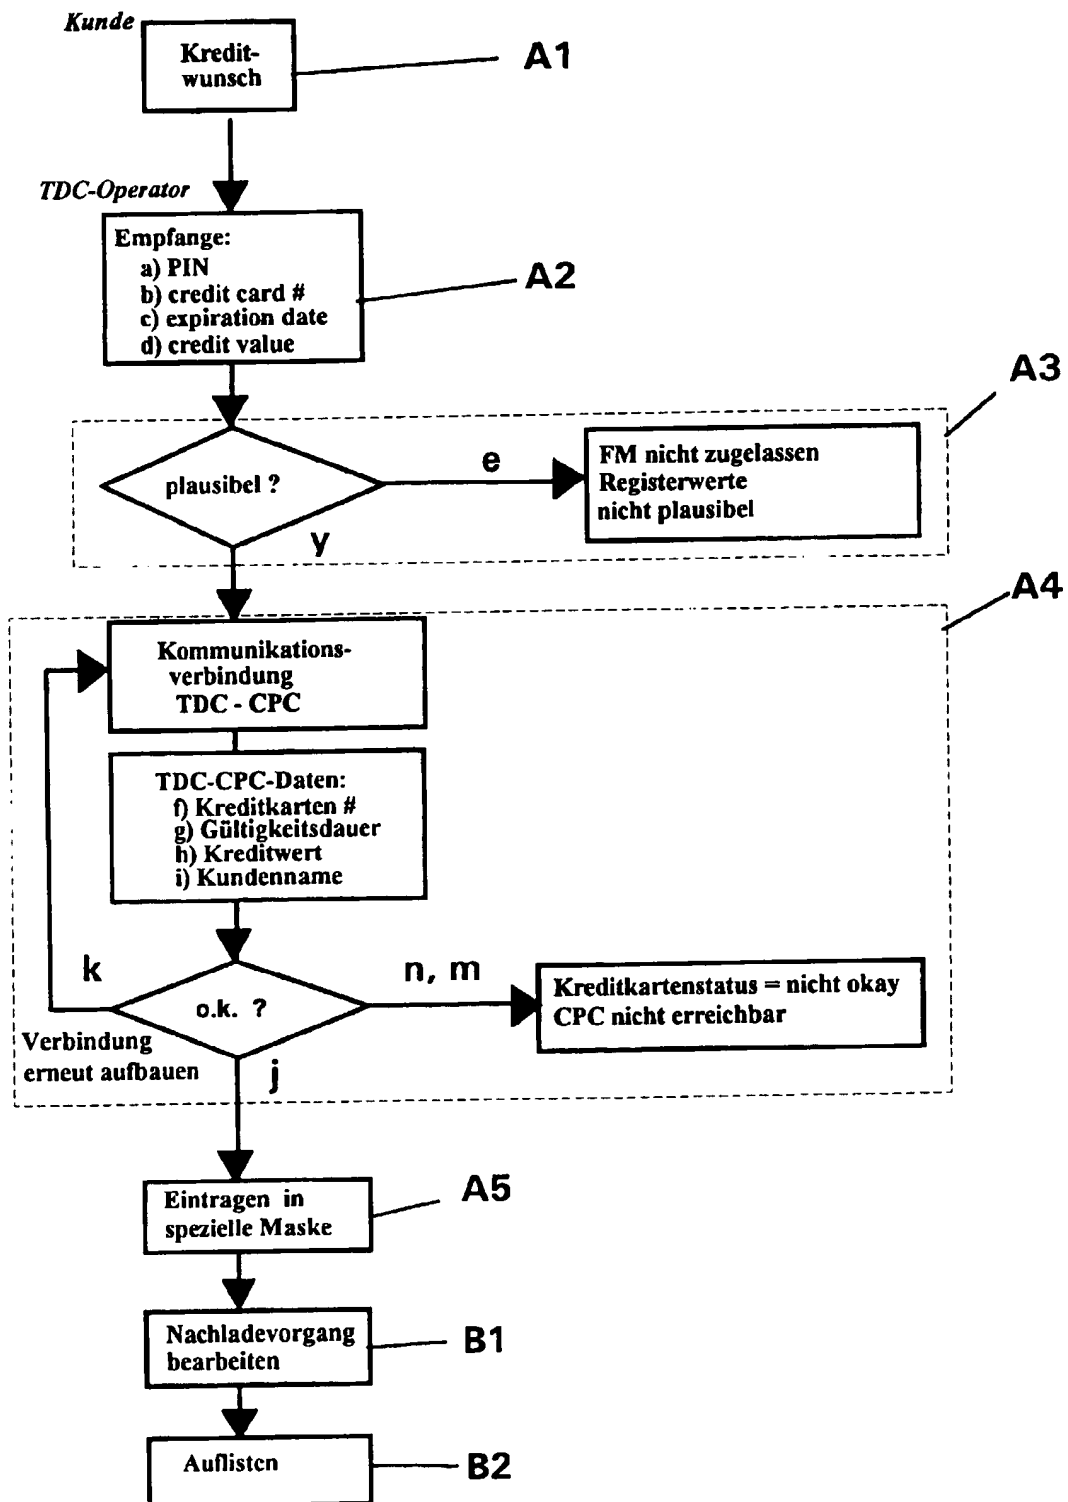 Kunde
Kredit-
wunsch
A1
TDC-Operator
Empfange:
a) PIN
b) credit card #
c) expiration date
d) credit value
A2
A3
plausibel ?
e
FM nicht zugelassen
Registerwerte
nicht plausibel
y
A4
Kommunikations-
verbindung
TDC - CPC
TDC-CPC-Daten:
f) Kreditkarten #
g) Gültigkeitsdauer
h) Kreditwert
i) Kundenname
k
n, m
o.k. ?
Kreditkartenstatus = nicht okay
CPC nicht erreichbar
Verbindung
erneut aufbauen
j
Eintragen in
spezielle Maske
A5
Nachladevorgang
bearbeiten
B1
Auflisten
B2